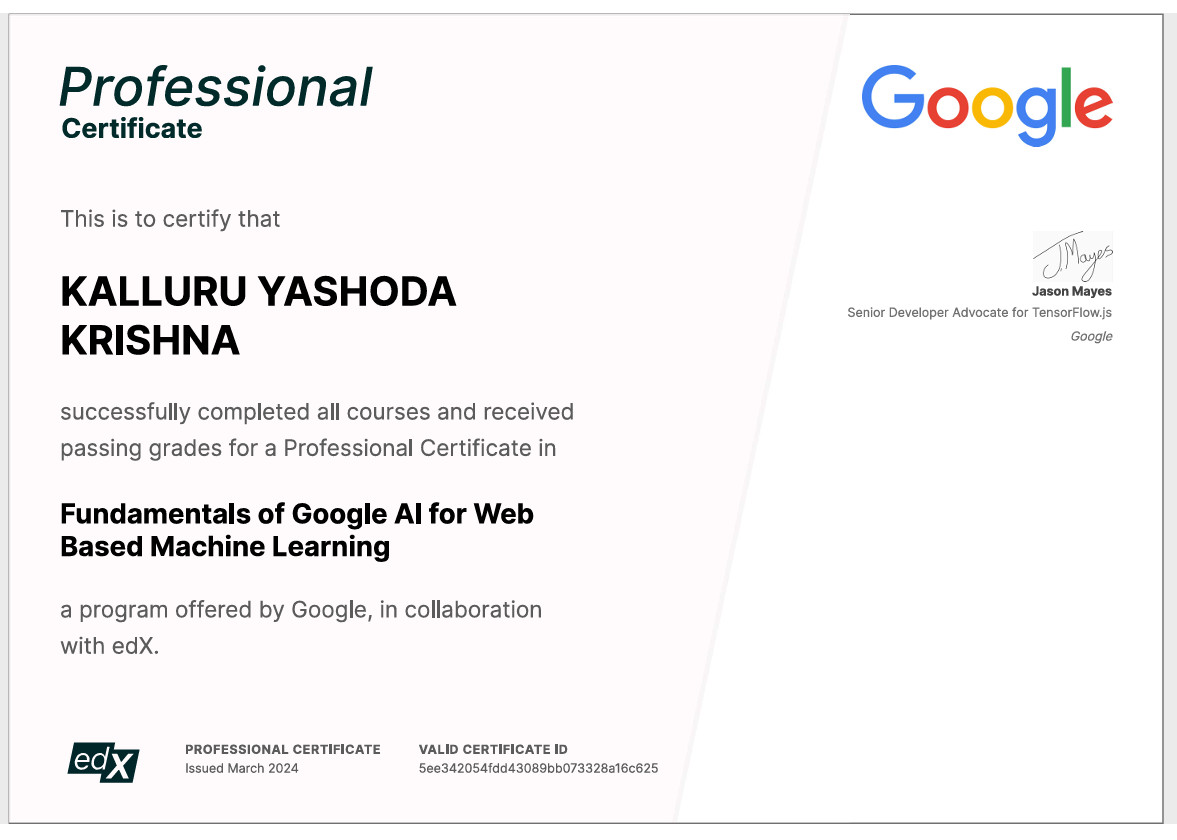 Professional
Certificate
Google
This is to certify that
KALLURU YASHODA
KRISHNA
J.Mayes
Jason Mayes
Senior Developer Advocate for TensorFlow.js
Google
successfully completed all courses and received
passing grades for a Professional Certificate in
Fundamentals of Google AI for Web
Based Machine Learning
a program offered by Google, in collaboration
with edX.
edX
PROFESSIONAL CERTIFICATE
Issued March 2024
VALID CERTIFICATE ID
5ee342054fdd43089bb073328a16c625